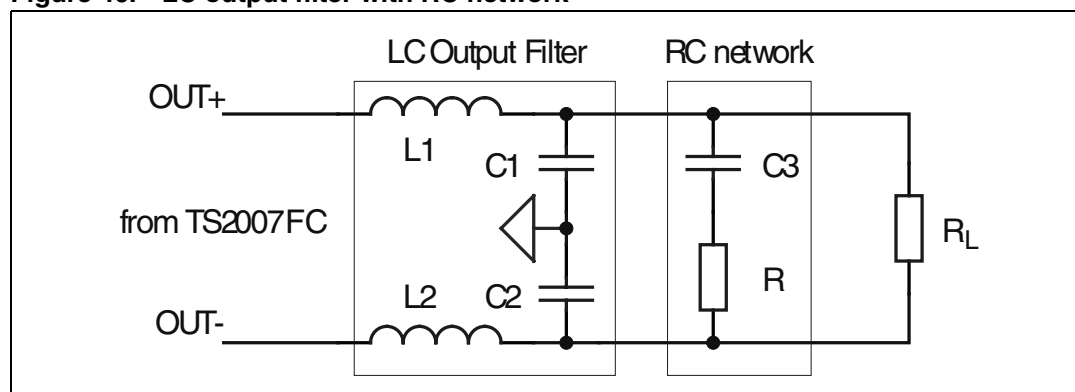 LC Output Filter
RC network
OUT+
L1
C1
C3
from TS2007FC
RL
L2
C2
R
OUT-